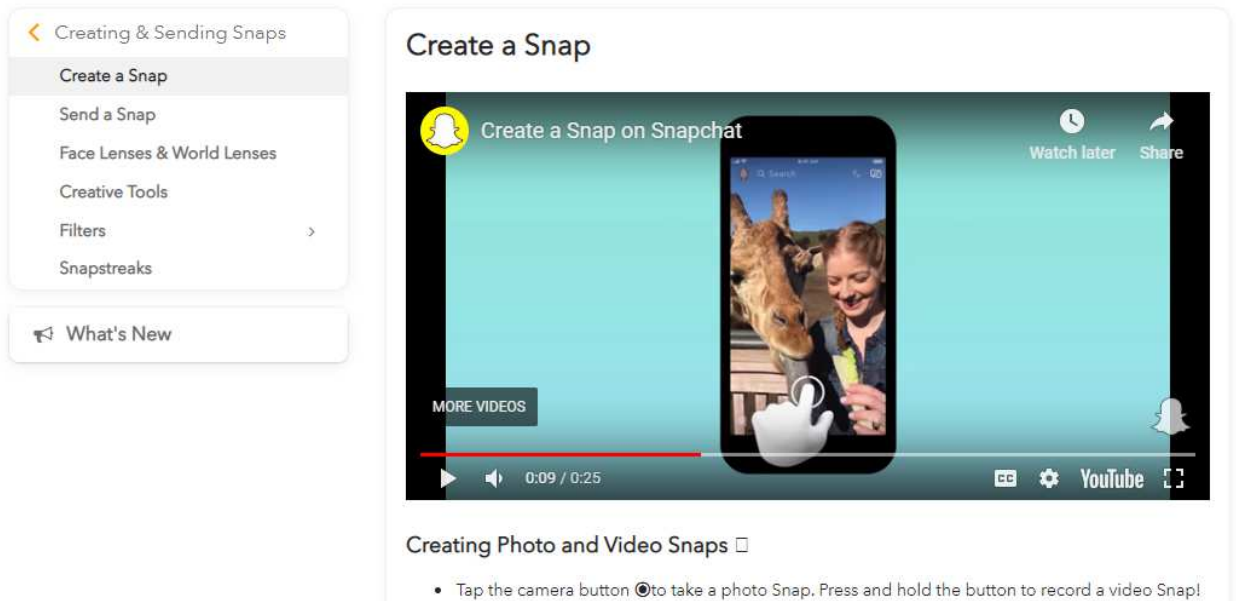 Creating & Sending Snaps
Create a Snap
Send a Snap
Face Lenses & World Lenses
Creative Tools
Filters
Snapstreaks
What's New
Create a Snap
Create a Snap on Snapchat
Watch later
Share
Search
MORE VIDEOS
0:09 / 0:25
CC
YouTube
Creating Photo and Video Snaps
• Tap the camera button to take a photo Snap. Press and hold the button to record a video Snap!